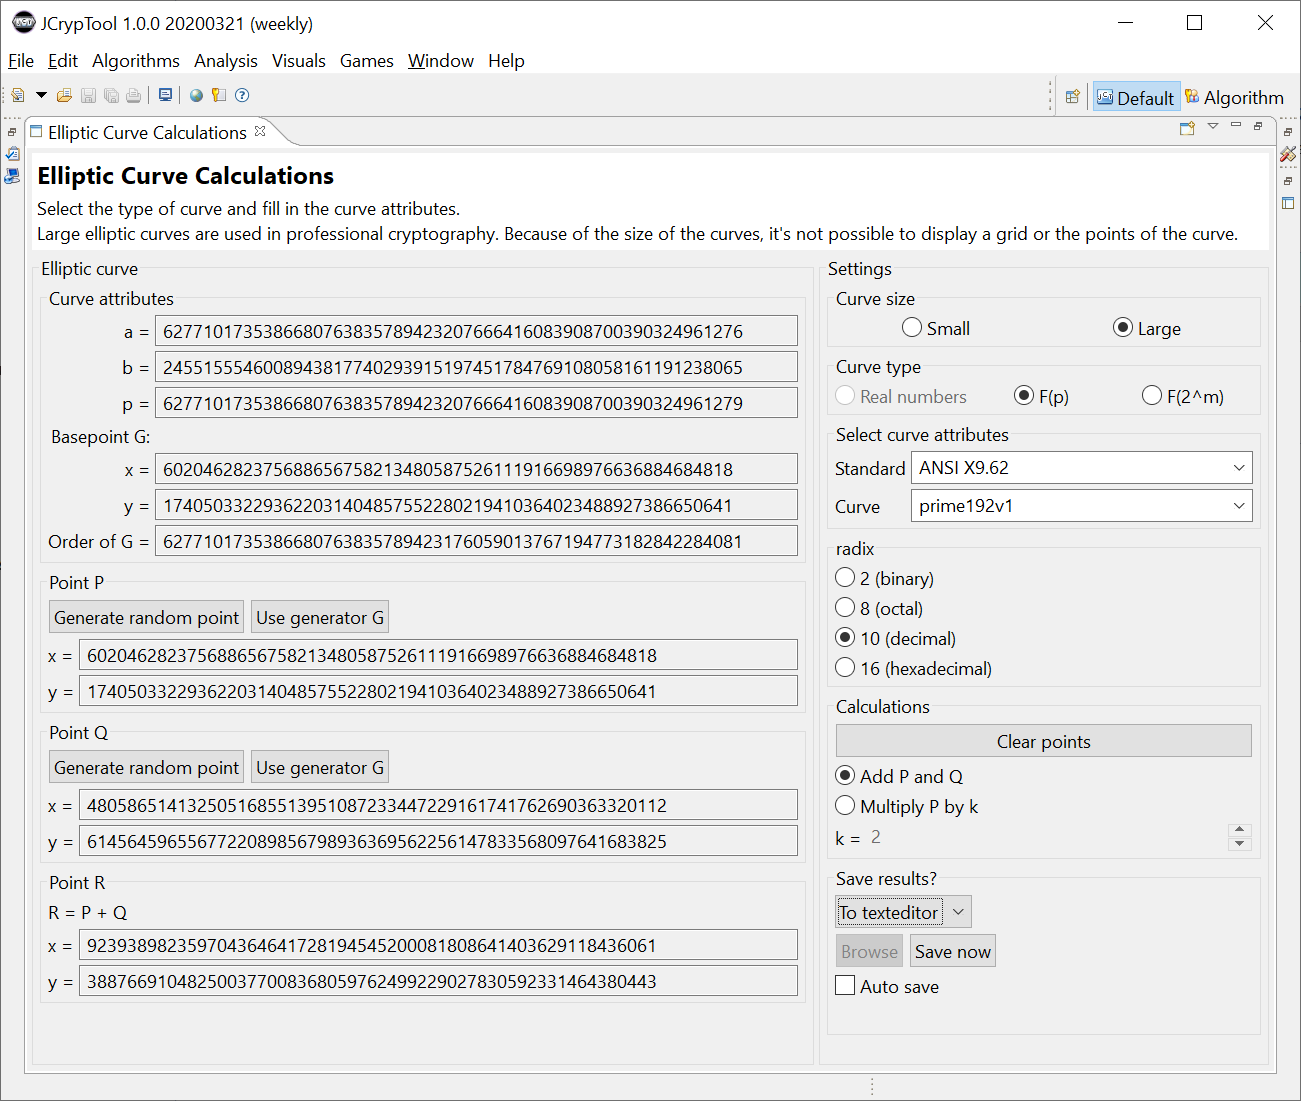 JCrypTool 1.0.0 20200321 (weekly)
File Edit Algorithms Analysis Visuals Games Window Help
Default Algorithm
Elliptic Curve Calculations
Elliptic Curve Calculations
Select the type of curve and fill in the curve attributes.
Large elliptic curves are used in professional cryptography. Because of the size of the curves, it's not possible to display a grid or the points of the curve.
Elliptic curve
Curve attributes
a = 6277101735386680763835789423207666416083908700390324961276
b = 2455155546008943817740293915197451784769108058161191238065
p = 6277101735386680763835789423207666416083908700390324961279
Basepoint G:
x = 602046282375688656758213480587526111916698976636884684818
y = 174050332293622031404857552280219410364023488927386650641
Order of G = 6277101735386680763835789423176059013767194773182842284081
Point P
Generate random point Use generator G
x = 602046282375688656758213480587526111916698976636884684818
y = 174050332293622031404857552280219410364023488927386650641
Point Q
Generate random point Use generator G
x = 4805865141325051685513951087233447229161741762690363320112
y = 6145645965567722089856798936369562256147833568097641683825
Point R
R = P + Q
x = 923938982359704364641728194545200081808641403629118436061
y = 388766910482500377008368059762499229027830592331464380443
Settings
Curve size
Small Large
Curve type
Real numbers F(p) F(2^m)
Select curve attributes
Standard ANSI X9.62
Curve prime192v1
radix
2 (binary)
8 (octal)
10 (decimal)
16 (hexadecimal)
Calculations
Clear points
Add P and Q
Multiply P by k
k = 2
Save results?
To texteditor
Browse Save now
Auto save